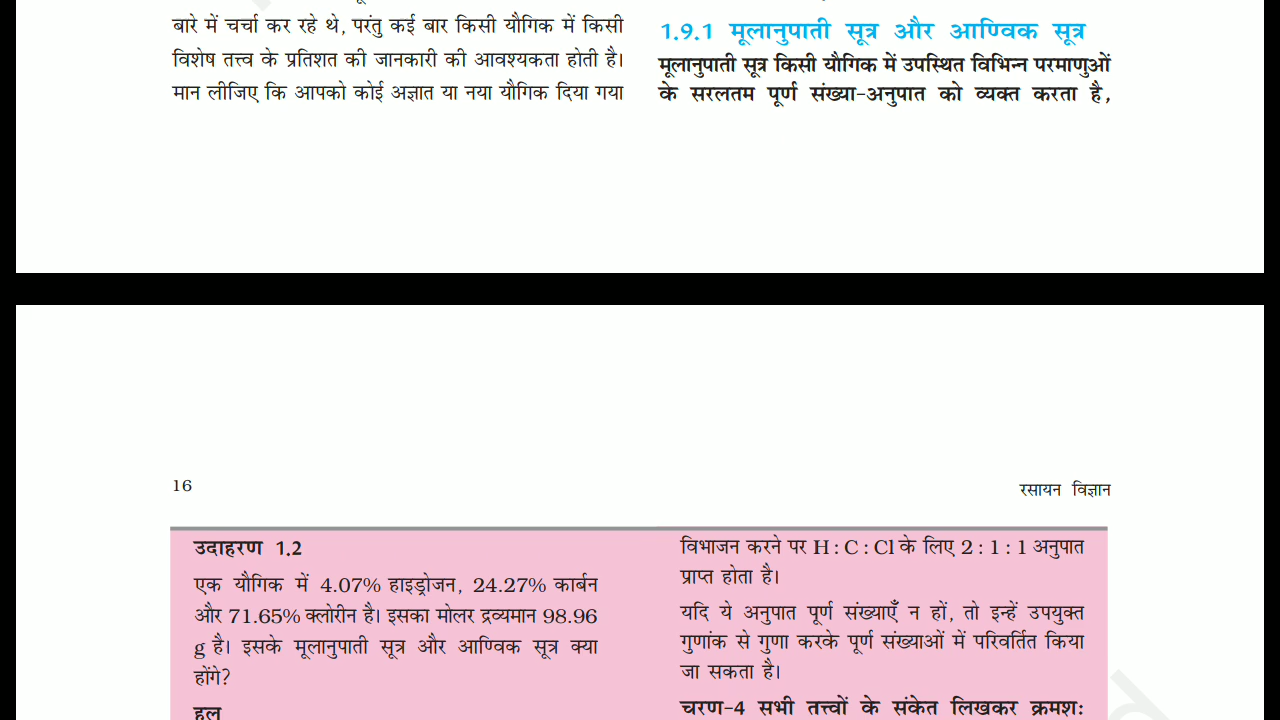 बारे में चर्चा कर रहे थे, परंतु कई बार किसी यौगिक में किसी
विशेष तत्त्व के प्रतिशत की जानकारी की आवश्यकता होती है।
मान लीजिए कि आपको कोई अज्ञात या नया यौगिक दिया गया
1.9.1 मूलानुपाती सूत्र और आण्विक सूत्र
मूलानुपाती सूत्र किसी यौगिक में उपस्थित विभिन्न परमाणुओं
के सरलतम पूर्ण संख्या-अनुपात को व्यक्त करता है,
16
रसायन विज्ञान
उदाहरण 1.2
एक यौगिक में 4.07% हाइड्रोजन, 24.27% कार्बन
और 71.65% क्लोरीन है। इसका मोलर द्रव्यमान 98.96
g है। इसके मूलानुपाती सूत्र और आण्विक सूत्र क्या
होंगे?
हल
विभाजन करने पर H : C : Cl के लिए 2 : 1 : 1 अनुपात
प्राप्त होता है।
यदि ये अनुपात पूर्ण संख्याएँ न हों, तो इन्हें उपयुक्त
गुणांक से गुणा करके पूर्ण संख्याओं में परिवर्तित किया
जा सकता है।
चरण-4 सभी तत्त्वों के संकेत लिखकर क्रमश: